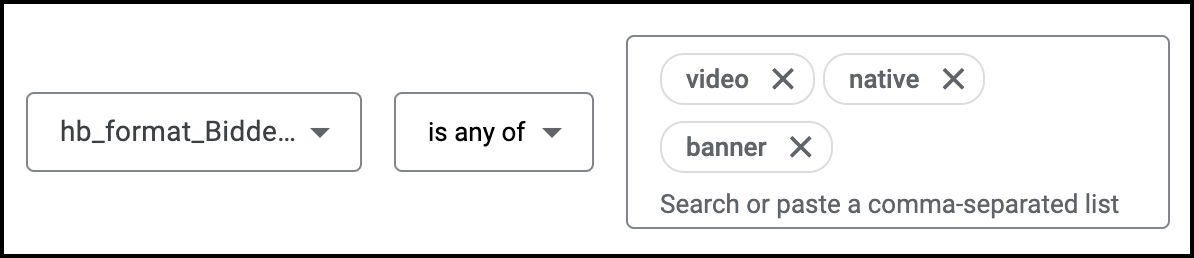 hb_format_Bidde...
is any of
video
native
banner
Search or paste a comma-separated list